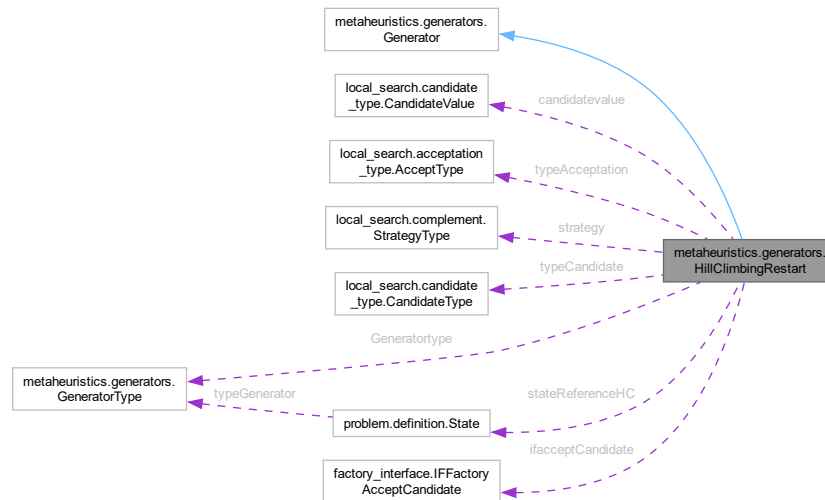 metaheuristics.generators.
Generator
local_search.candidate
_type.CandidateValue
candidatevalue
local_search.acceptation
_type.AcceptType
typeAcceptation
local_search.complement.
StrategyType
strategy
metaheuristics.generators.
HillClimbingRestart
local_search.candidate
_type.CandidateType
typeCandidate
Generatortype
metaheuristics.generators.
GeneratorType
typeGenerator
stateReferenceHC
problem.definition.State
ifacceptCandidate
factory_interface.IFFactory
AcceptCandidate